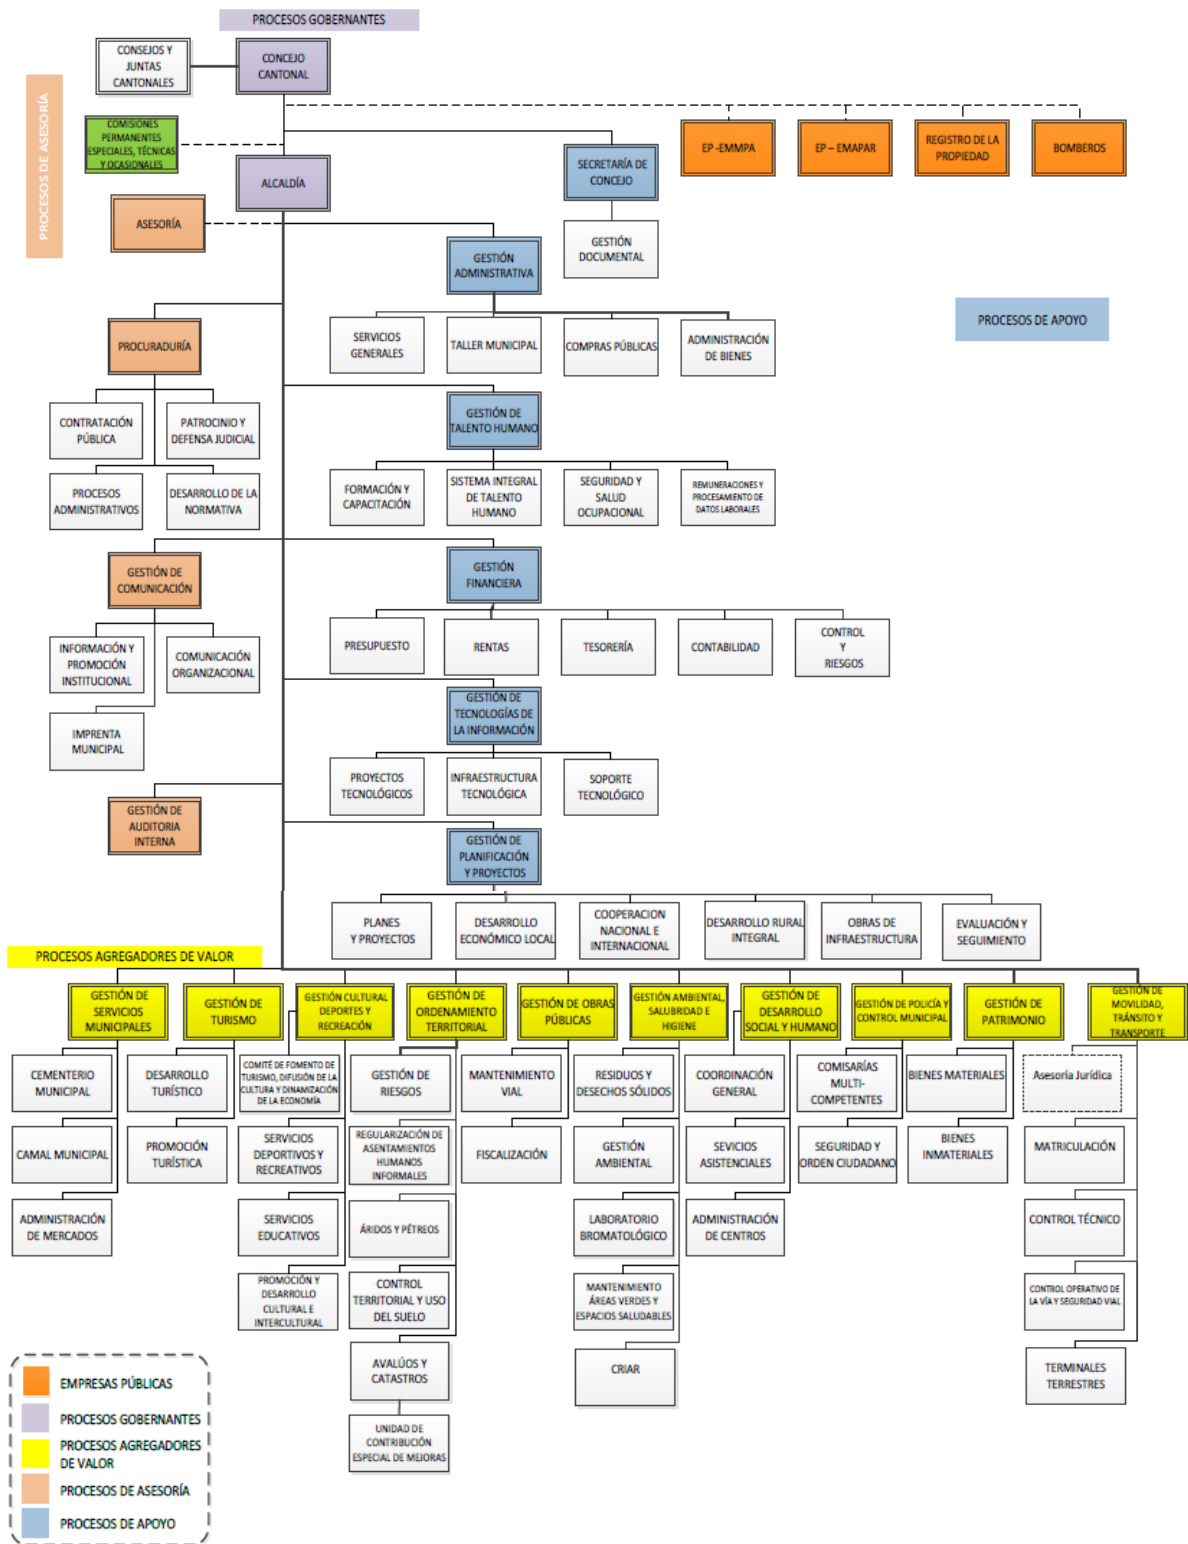 PROCESOS GOBERNANTES
CONSEJOS Y
JUNTAS
CANTONALES
CONCEJO
CANTONAL
PROCESOS DE ASESORÍA
COMISIONES
PERMANENTES
ESPECIALES, TÉCNICAS
Y OCASIONALES
EP -EMMPA
EP – EMAPAR
REGISTRO DE LA
PROPIEDAD
BOMBEROS
ALCALDÍA
SECRETARÍA DE
CONCEJO
ASESORÍA
GESTIÓN
DOCUMENTAL
GESTIÓN
ADMINISTRATIVA
PROCESOS DE APOYO
PROCURADURÍA
SERVICIOS
GENERALES
TALLER MUNICIPAL
COMPRAS PÚBLICAS
ADMINISTRACIÓN
DE BIENES
CONTRATACIÓN
PÚBLICA
PATROCINIO Y
DEFENSA JUDICIAL
GESTIÓN DE
TALENTO HUMANO
PROCESOS
ADMINISTRATIVOS
DESARROLLO DE LA
NORMATIVA
FORMACIÓN Y
CAPACITACIÓN
SISTEMA INTEGRAL
DE TALENTO
HUMANO
SEGURIDAD Y
SALUD
OCUPACIONAL
REMUNERACIONES Y
PROCESAMIENTO DE
DATOS LABORALES
GESTIÓN DE
COMUNICACIÓN
GESTIÓN
FINANCIERA
INFORMACIÓN Y
PROMOCIÓN
INSTITUCIONAL
COMUNICACIÓN
ORGANIZACIONAL
PRESUPUESTO
RENTAS
TESORERÍA
CONTABILIDAD
CONTROL
Y
RIESGOS
IMPRENTA
MUNICIPAL
GESTIÓN DE
TECNOLOGÍAS DE
LA INFORMACIÓN
PROYECTOS
TECNOLÓGICOS
INFRAESTRUCTURA
TECNOLÓGICA
SOPORTE
TECNOLÓGICO
GESTIÓN DE
AUDITORIA
INTERNA
GESTIÓN DE
PLANIFICACIÓN
Y PROYECTOS
PLANES
Y PROYECTOS
DESARROLLO
ECONÓMICO LOCAL
COOPERACION
NACIONAL E
INTERNACIONAL
DESARROLLO RURAL
INTEGRAL
OBRAS DE
INFRAESTRUCTURA
EVALUACIÓN Y
SEGUIMIENTO
PROCESOS AGREGADORES DE VALOR
GESTIÓN DE
SERVICIOS
MUNICIPALES
GESTIÓN DE
TURISMO
GESTIÓN CULTURAL
DEPORTES Y
RECREACIÓN
GESTIÓN DE
ORDENAMIENTO
TERRITORIAL
GESTIÓN DE OBRAS
PÚBLICAS
GESTIÓN AMBIENTAL,
SALUBRIDAD E
HIGIENE
GESTIÓN DE
DESARROLLO
SOCIAL Y HUMANO
GESTIÓN DE POLICÍA Y
CONTROL MUNICIPAL
GESTIÓN DE
PATRIMONIO
GESTIÓN DE
MOVILIDAD,
TRÁNSITO Y
TRANSPORTE
CEMENTERIO
MUNICIPAL
DESARROLLO
TURÍSTICO
COMITÉ DE FOMENTO DE
TURISMO, DIFUSIÓN DE LA
CULTURA Y DINAMIZACIÓN
DE LA ECONOMÍA
GESTIÓN DE
RIESGOS
MANTENIMIENTO
VIAL
RESIDUOS Y
DESECHOS SÓLIDOS
COORDINACIÓN
GENERAL
COMISARÍAS
MULTI-
COMPETENTES
BIENES MATERIALES
Asesoría Jurídica
CAMAL MUNICIPAL
PROMOCIÓN
TURÍSTICA
SERVICIOS
DEPORTIVOS Y
RECREATIVOS
REGULARIZACIÓN DE
ASENTAMIENTOS
HUMANOS
INFORMALES
FISCALIZACIÓN
GESTIÓN
AMBIENTAL
SEVICIOS
ASISTENCIALES
SEGURIDAD Y
ORDEN CIUDADANO
BIENES
INMATERIALES
MATRICULACIÓN
ADMINISTRACIÓN
DE MERCADOS
SERVICIOS
EDUCATIVOS
ÁRIDOS Y PÉTREOS
LABORATORIO
BROMATOLÓGICO
ADMINISTRACIÓN
DE CENTROS
CONTROL TÉCNICO
PROMOCIÓN Y
DESARROLLO
CULTURAL E
INTERCULTURAL
CONTROL
TERRITORIAL Y USO
DEL SUELO
MANTENIMIENTO
ÁREAS VERDES Y
ESPACIOS SALUDABLES
CONTROL OPERATIVO DE
LA VÍA Y SEGURIDAD VIAL
AVALÚOS Y
CATASTROS
CRIAR
TERMINALES
TERRESTRES
UNIDAD DE
CONTRIBUCIÓN
ESPECIAL DE MEJORAS
EMPRESAS PÚBLICAS
PROCESOS GOBERNANTES
PROCESOS AGREGADORES
DE VALOR
PROCESOS DE ASESORÍA
PROCESOS DE APOYO